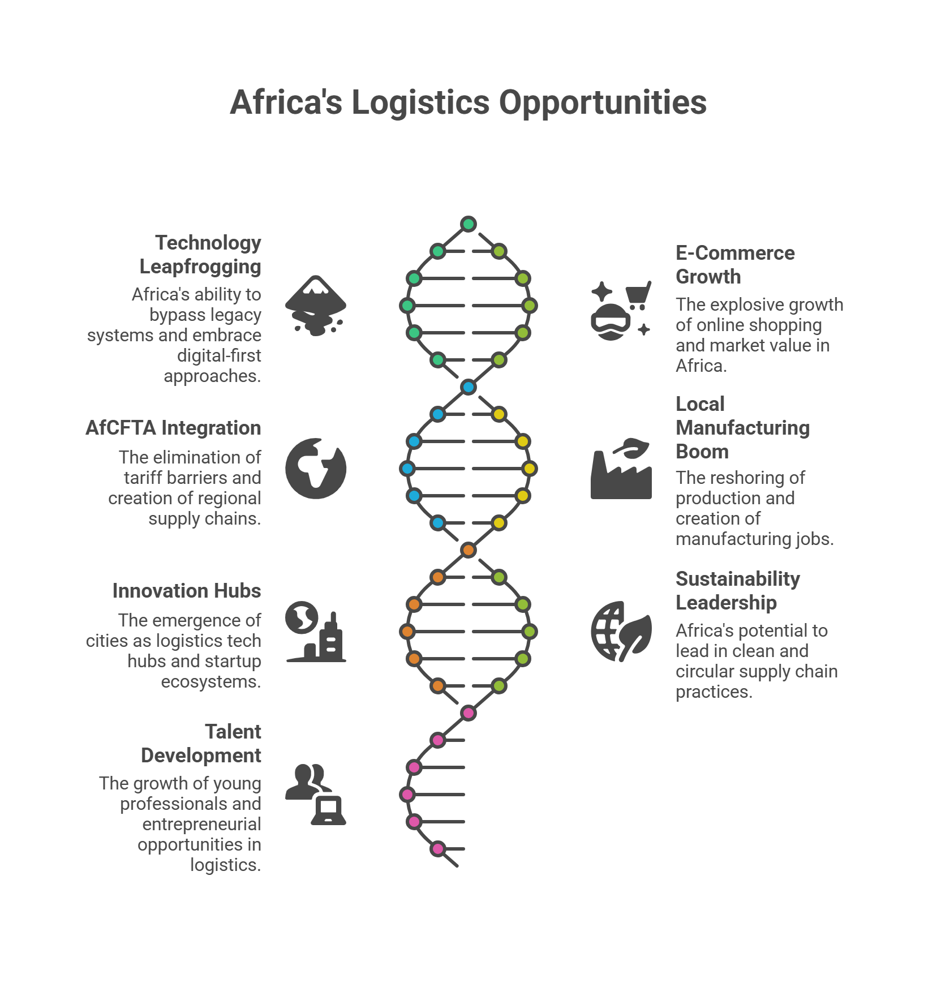 Africa's Logistics Opportunities
Technology
Leapfrogging
Africa's ability to
bypass legacy
systems and embrace
digital-first
approaches.
E-Commerce
Growth
The explosive growth
of online shopping
and market value in
Africa.
AfCFTA Integration
The elimination of
tariff barriers and
creation of regional
supply chains.
Local
Manufacturing
Boom
The reshoring of
production and
creation of
manufacturing jobs.
Innovation Hubs
The emergence of
cities as logistics tech
hubs and startup
ecosystems.
Sustainability
Leadership
Africa's potential to
lead in clean and
circular supply chain
practices.
Talent
Development
The growth of young
professionals and
entrepreneurial
opportunities in
logistics.